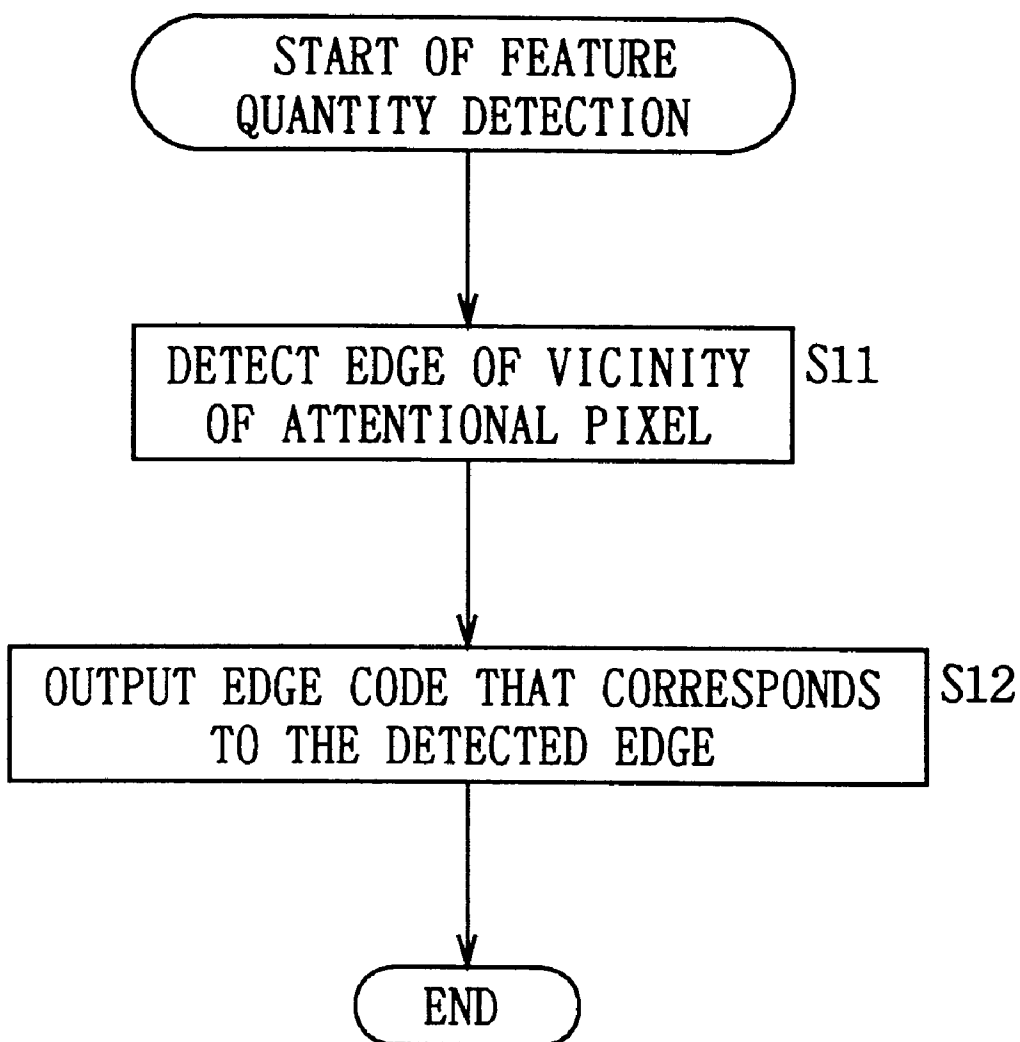 START OF FEATURE
QUANTITY DETECTION
DETECT EDGE OF VICINITY
OF ATTENTIONAL PIXEL
S11
OUTPUT EDGE CODE THAT CORRESPONDS
TO THE DETECTED EDGE
S12
END